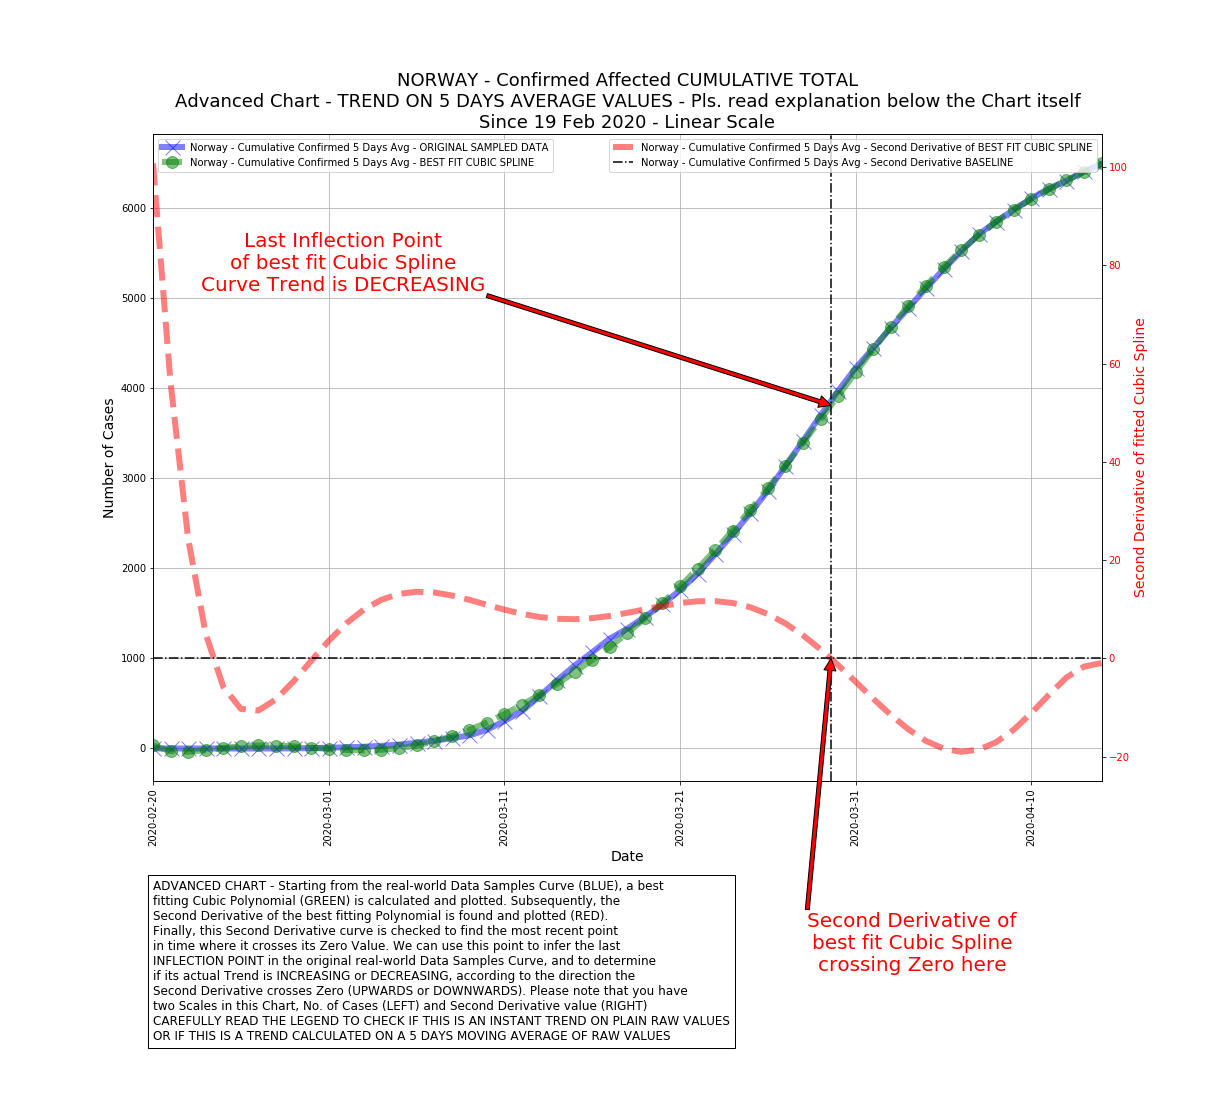 NORWAY - Confirmed Affected CUMULATIVE TOTAL
Advanced Chart - TREND ON 5 DAYS AVERAGE VALUES - Pls. read explanation below the Chart itself
Since 19 Feb 2020 - Linear Scale
Norway - Cumulative Confirmed 5 Days Avg - ORIGINAL SAMPLED DATA
Norway - Cumulative Confirmed 5 Days Avg - BEST FIT CUBIC SPLINE
Norway - Cumulative Confirmed 5 Days Avg - Second Derivative of BEST FIT CUBIC SPLINE
Norway - Cumulative Confirmed 5 Days Avg - Second Derivative BASELINE
Last Inflection Point
of best fit Cubic Spline
Curve Trend is DECREASING
Number of Cases
6000
5000
4000
3000
2000
1000
0
100
80
60
40
20
0
−20
Second Derivative of fitted Cubic Spline
2020-02-20
2020-03-01
2020-03-11
2020-03-21
2020-03-31
2020-04-10
Date
Second Derivative of
best fit Cubic Spline
crossing Zero here
ADVANCED CHART - Starting from the real-world Data Samples Curve (BLUE), a best
fitting Cubic Polynomial (GREEN) is calculated and plotted. Subsequently, the
Second Derivative of the best fitting Polynomial is found and plotted (RED).
Finally, this Second Derivative curve is checked to find the most recent point
in time where it crosses its Zero Value. We can use this point to infer the last
INFLECTION POINT in the original real-world Data Samples Curve, and to determine
if its actual Trend is INCREASING or DECREASING, according to the direction the
Second Derivative crosses Zero (UPWARDS or DOWNWARDS). Please note that you have
two Scales in this Chart, No. of Cases (LEFT) and Second Derivative value (RIGHT)
CAREFULLY READ THE LEGEND TO CHECK IF THIS IS AN INSTANT TREND ON PLAIN RAW VALUES
OR IF THIS IS A TREND CALCULATED ON A 5 DAYS MOVING AVERAGE OF RAW VALUES